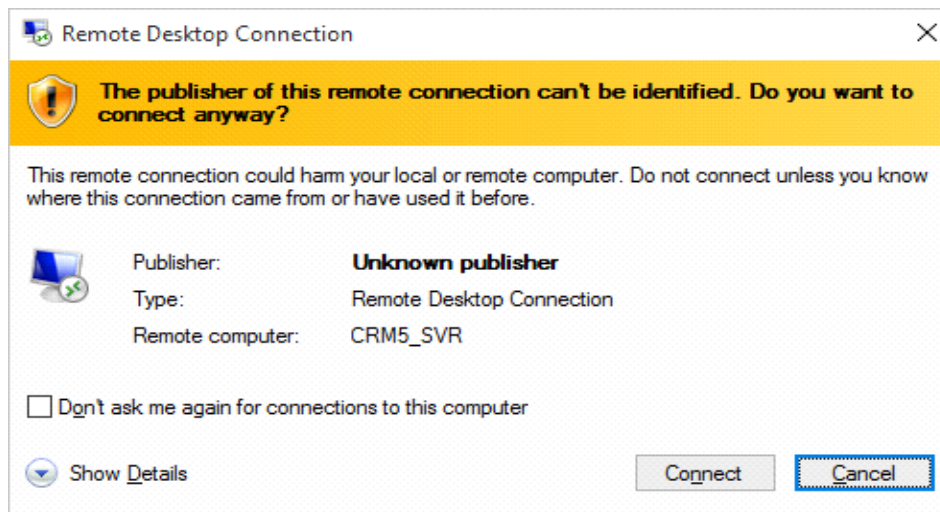 Remote Desktop Connection
The publisher of this remote connection can't be identified. Do you want to
connect anyway?
This remote connection could harm your local or remote computer. Do not connect unless you know
where this connection came from or have used it before.
Publisher: Unknown publisher
Type: Remote Desktop Connection
Remote computer: CRM5_SVR
Don't ask me again for connections to this computer
Show Details Connect Cancel